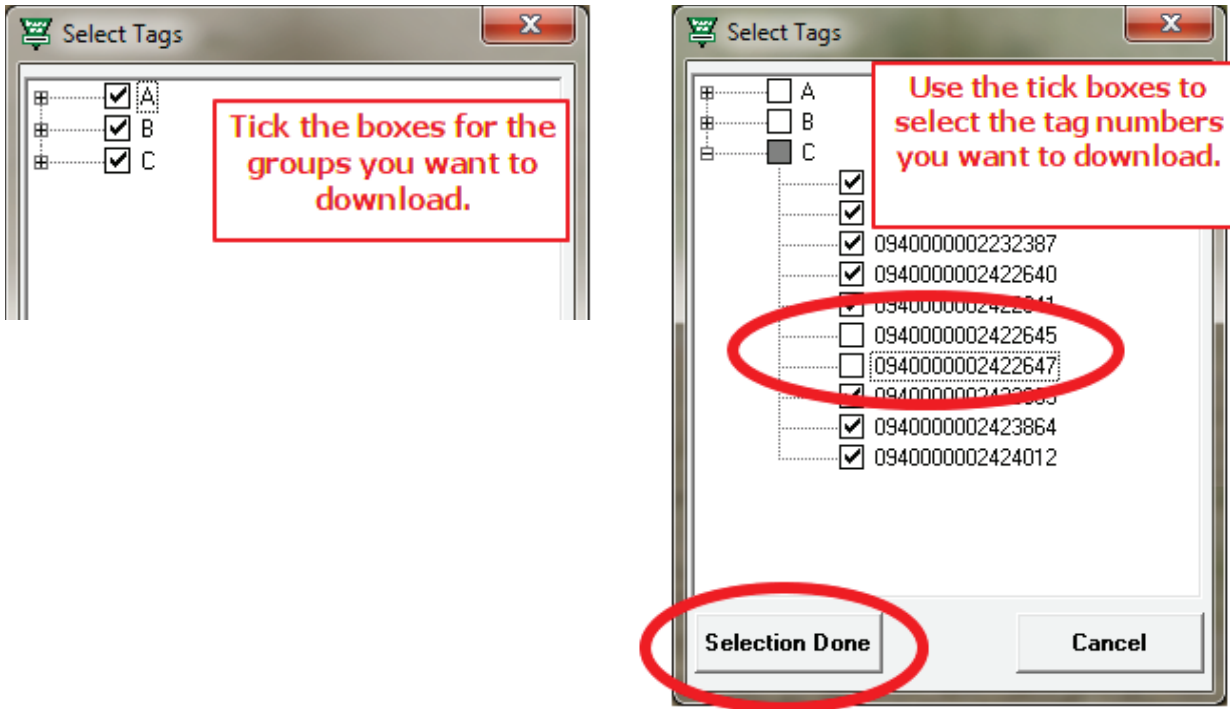 Select Tags
A
B
C
Tick the boxes for the
groups you want to
download.
Select Tags
A
B
C
Use the tick boxes to
select the tag numbers
you want to download.
0940000002232387
0940000002422640
0940000002422645
0940000002422647
0940000002423864
0940000002424012
Selection Done
Cancel